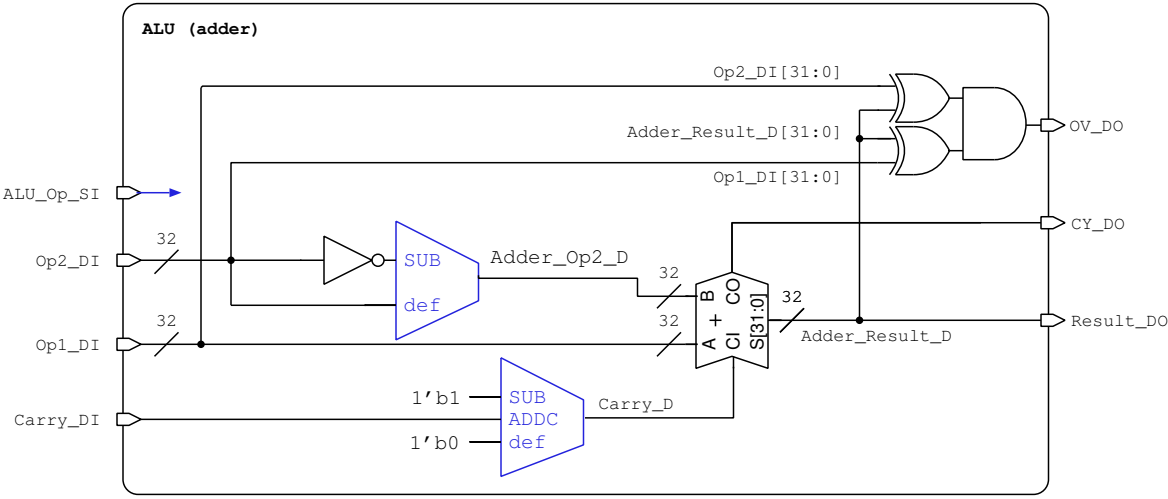 ALU (adder)
Op2_DI[31:0]
Adder_Result_D[31:0]
OV_DO
Op1_DI[31:0]
ALU_Op_SI
CY_DO
32
Op2_DI
SUB
Adder_Op2_D
def
32
B
CO
32
Op1_DI
32
A
+
CI
S[31:0]
32
Adder_Result_D
Result_DO
1’b1
SUB
Carry_D
Carry_DI
ADDC
1’b0
def